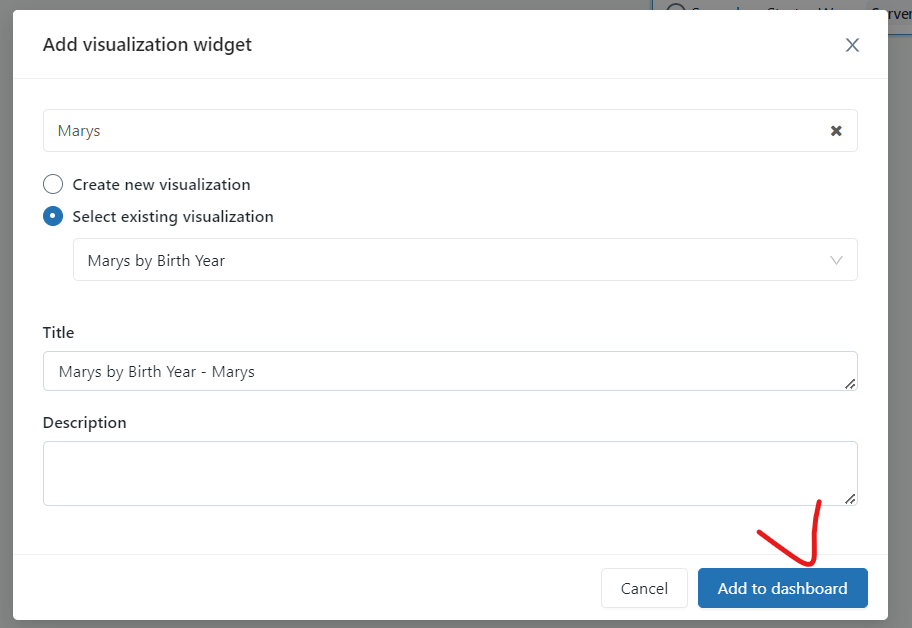 Server
Add visualization widget
Marys
Create new visualization
Select existing visualization
Marys by Birth Year
Title
Marys by Birth Year - Marys
Description
Cancel
Add to dashboard